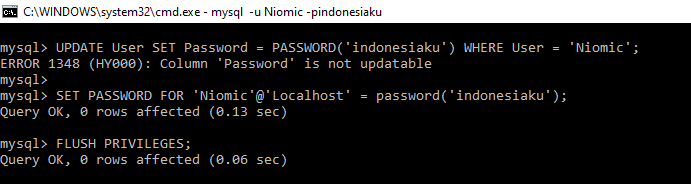 C:\WINDOWS\system32\cmd.exe - mysql -u Niomic -pindonesiaku
mysql> UPDATE User SET Password = PASSWORD('indonesiaku') WHERE User = 'Niomic';
ERROR 1348 (HY000): Column 'Password' is not updatable
mysql>
mysql> SET PASSWORD FOR 'Niomic'@'Localhost' = password('indonesiaku');
Query OK, 0 rows affected (0.13 sec)
mysql> FLUSH PRIVILEGES;
Query OK, 0 rows affected (0.06 sec)